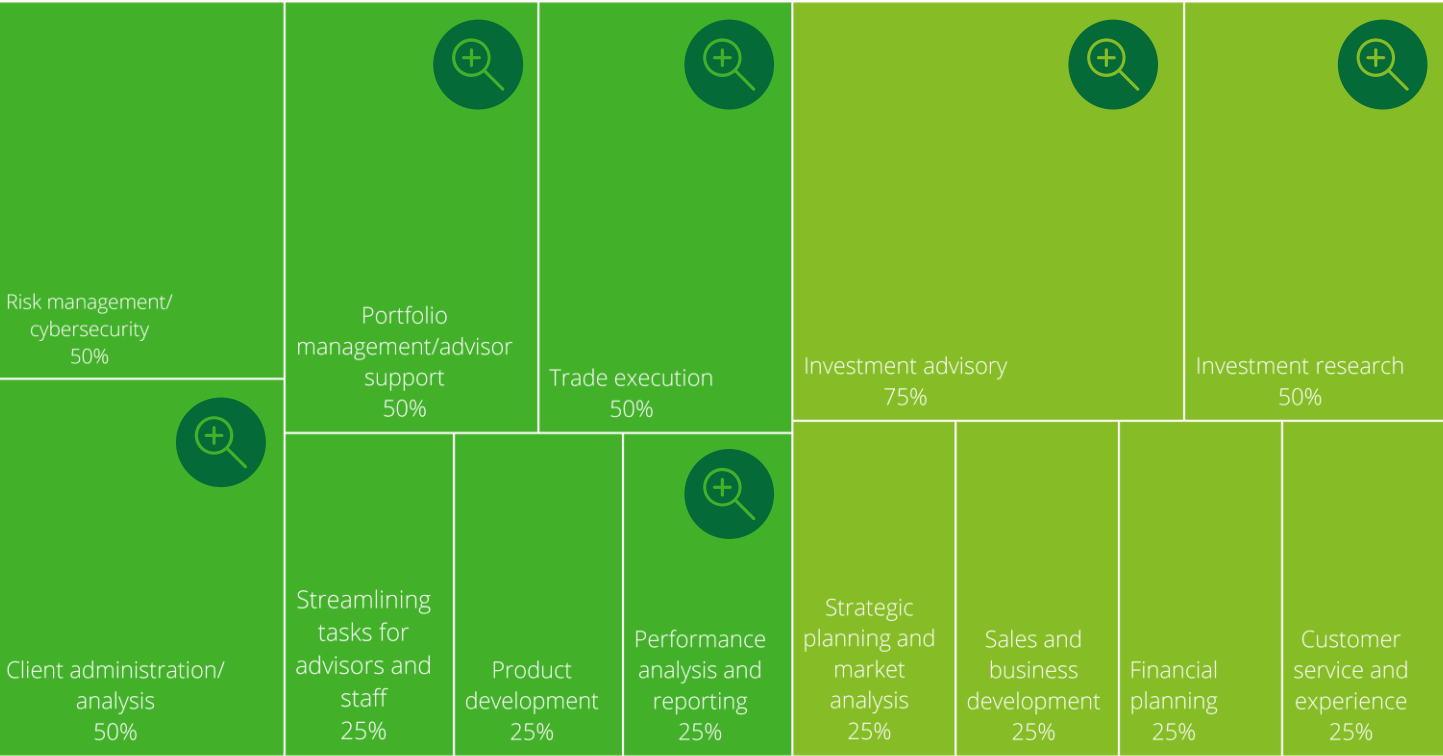 Risk management/
cybersecurity
50%
Portfolio
management/advisor
support
50%
Trade execution
50%
Investment advisory
75%
Investment research
50%
Client administration/
analysis
50%
Streamlining
tasks for
advisors and
staff
25%
Product
development
25%
Performance
analysis and
reporting
25%
Strategic
planning and
market
analysis
25%
Sales and
business
development
25%
Financial
planning
25%
Customer
service and
experience
25%